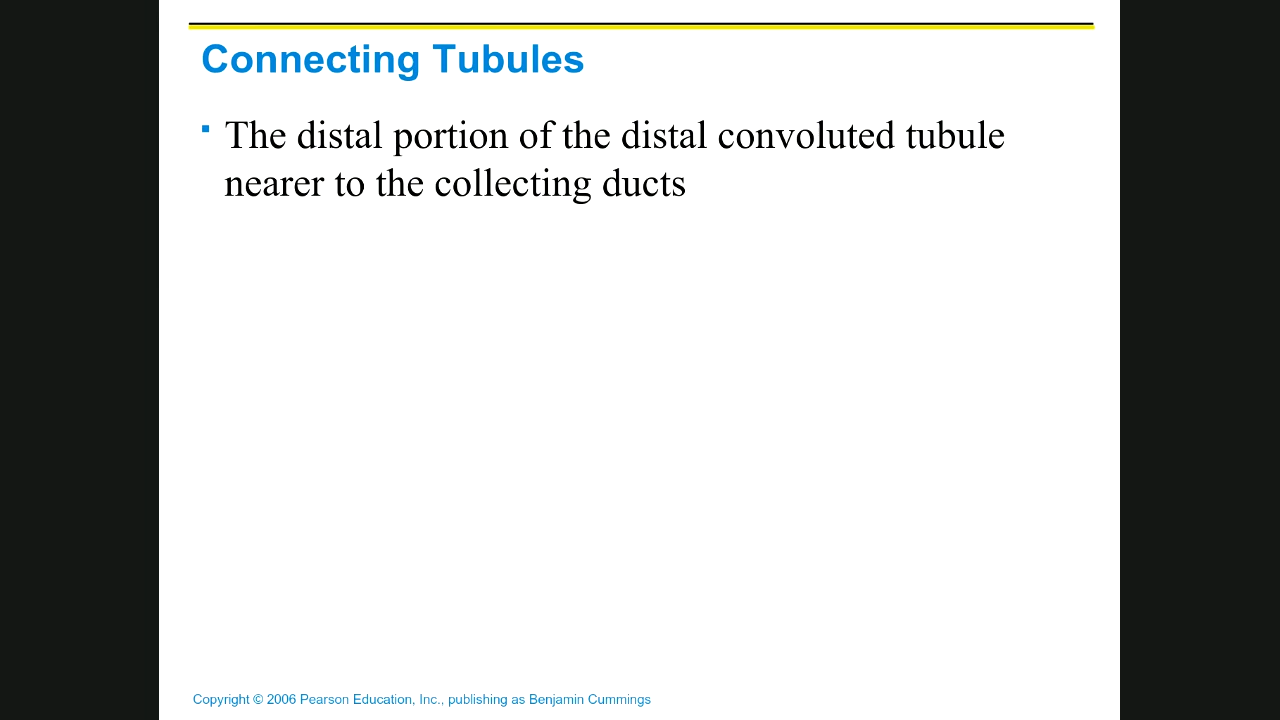 Connecting Tubules
▪ The distal portion of the distal convoluted tubule
nearer to the collecting ducts
Copyright © 2006 Pearson Education, Inc., publishing as Benjamin Cummings